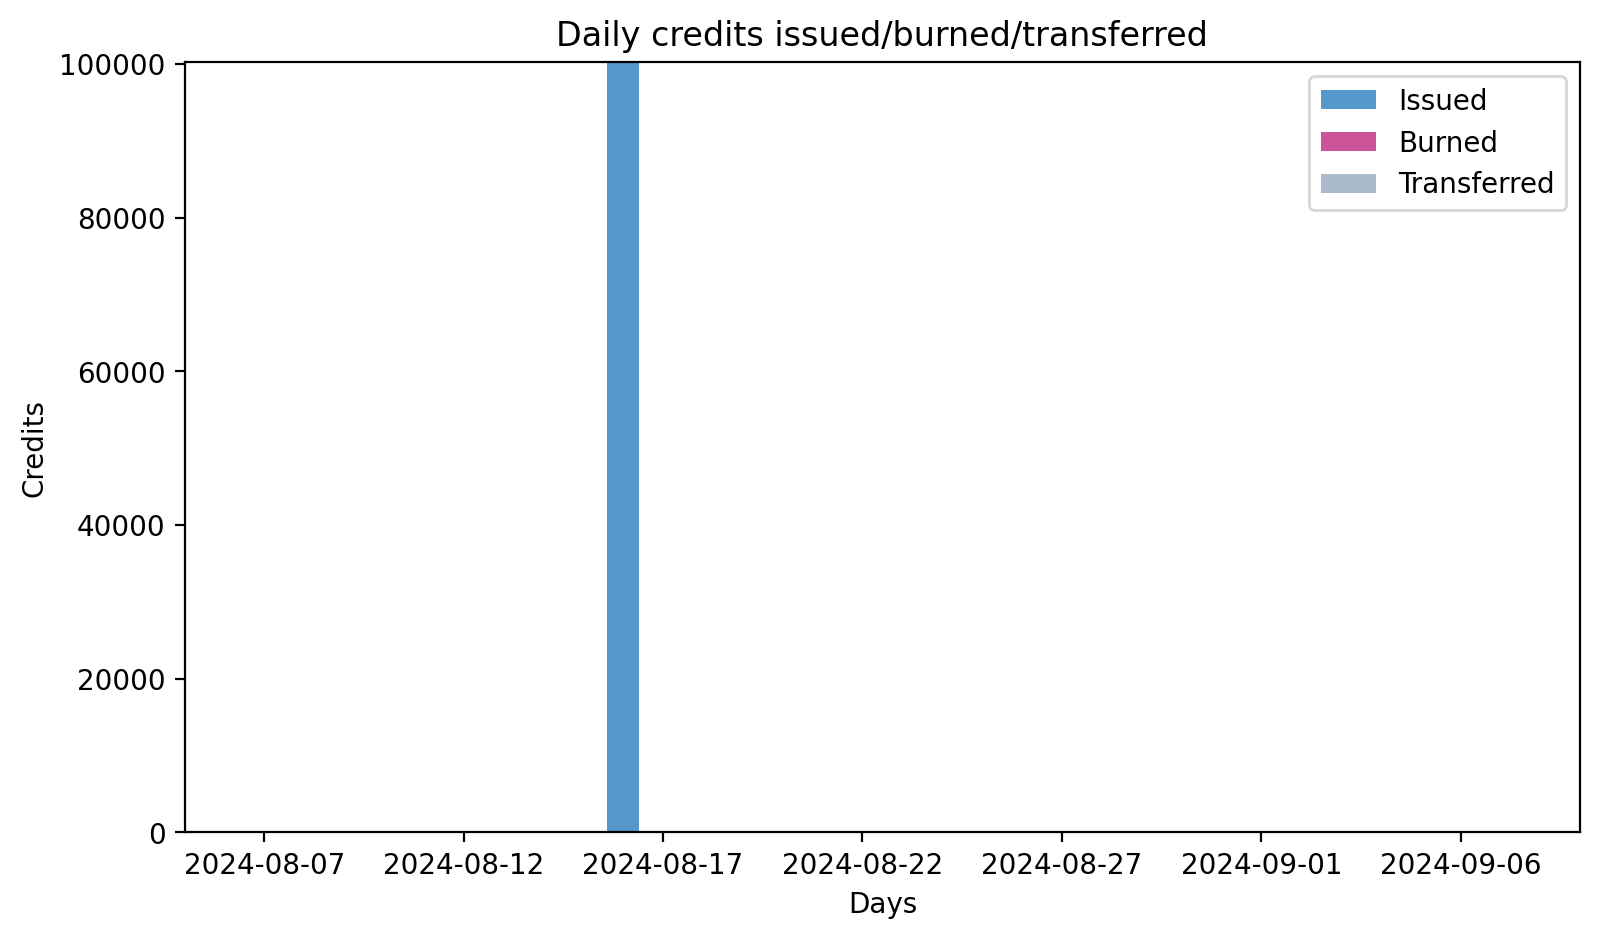 Daily credits issued/burned/transferred
100000
80000
60000
40000
20000
0
Credits
Issued
Burned
Transferred
2024-08-07 2024-08-12 2024-08-17 2024-08-22 2024-08-27 2024-09-01 2024-09-06
Days